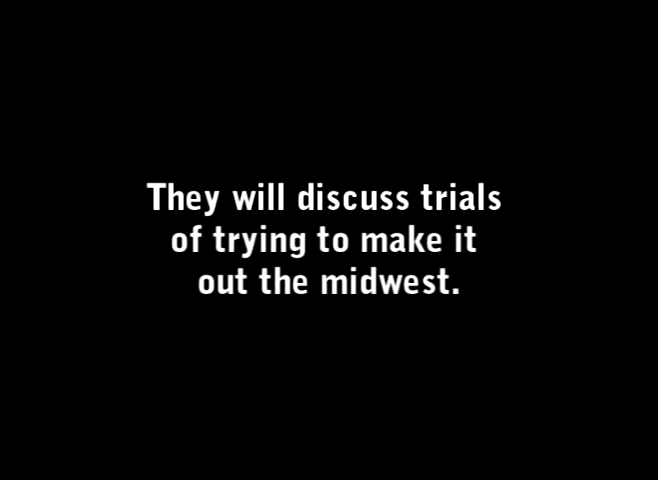 They will discuss trials
of trying to make it
out the midwest.